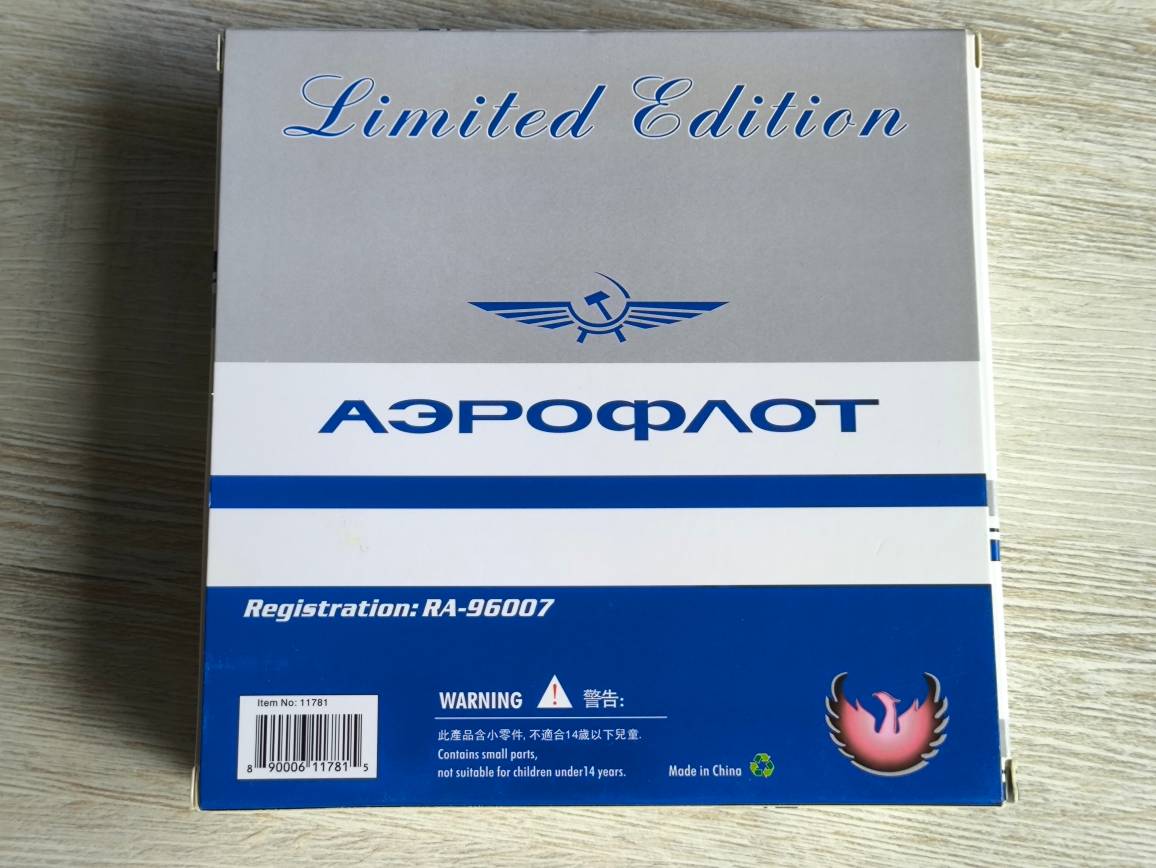 Limited Edition
АЭРОФЛОТ
Registration: RA-96007
Item No: 11781
8 90006 11781 5
WARNING ! 警告:
此產品含小零件, 不適合14歲以下兒童.
Contains small parts,
not suitable for children under14 years.
Made in China